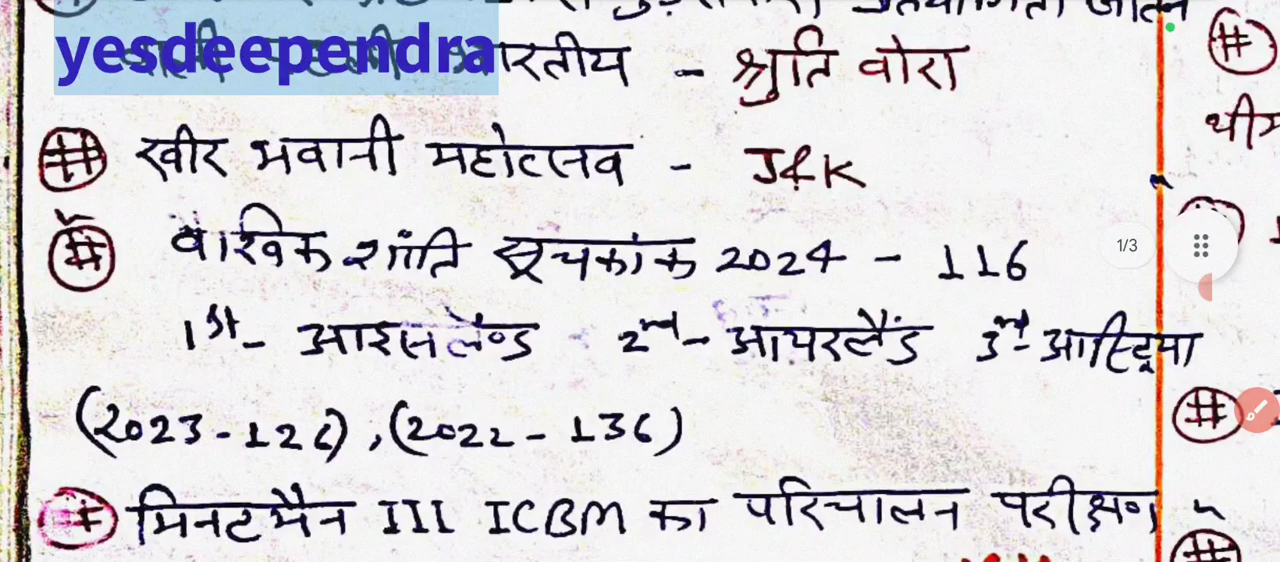 yesdeependra
भारतीय - श्रुति वोरा
# खीर भवानी महोत्सव - J&K
# वाखिक शांति सूचकांक 2024 - 116
1st - आइसलैण्ड 2nd - आयरलैंड 3rd - आस्ट्रिया
(2023 - 126), (2022 - 136)
# मिनटमैन III ICBM का परिचालन परीक्षण
#
1/3
#
#